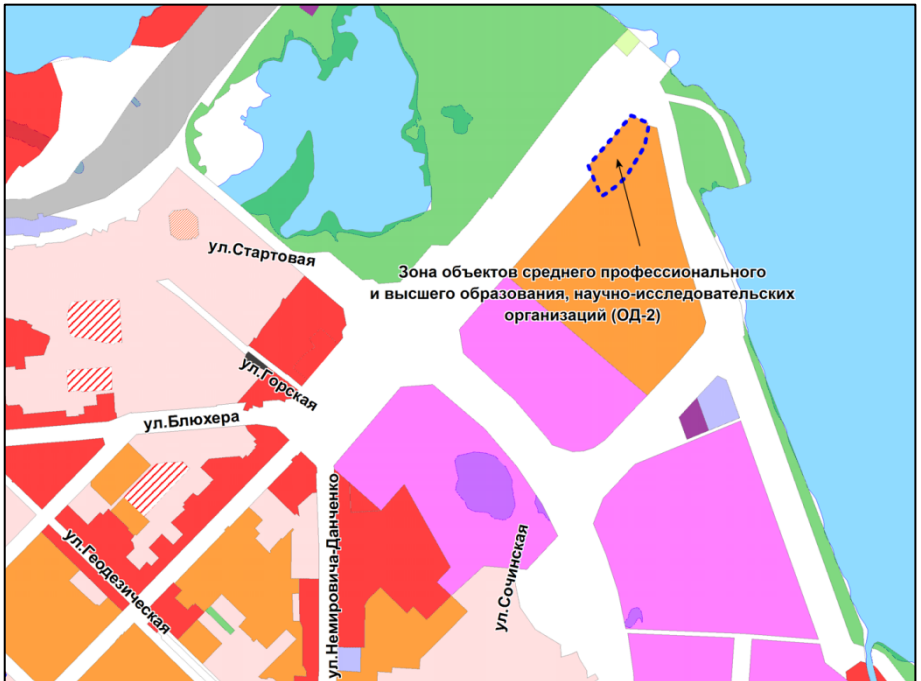 ул.Стартовая
Зона объектов среднего профессионального
и высшего образования, научно-исследовательских
организаций (ОД-2)
ул.Горская
ул.Блюхера
ул.Немировича-Данченко
ул.Сочинская
ул.Геодезическая